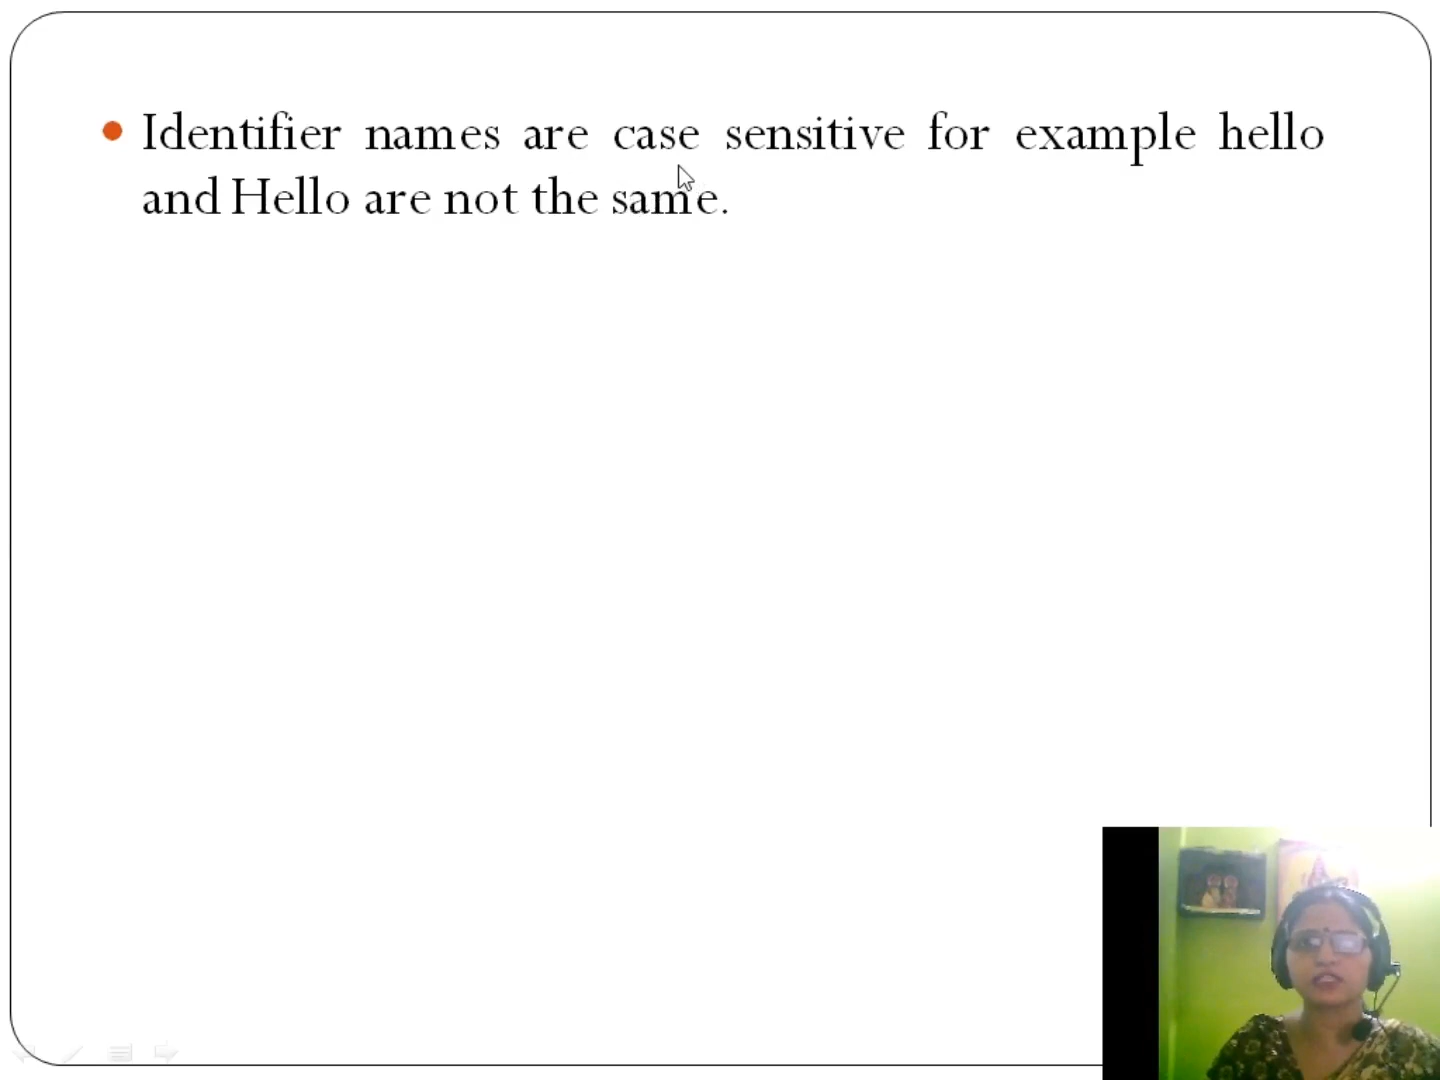 Identifier names are case sensitive for example hello
and Hello are not the same.